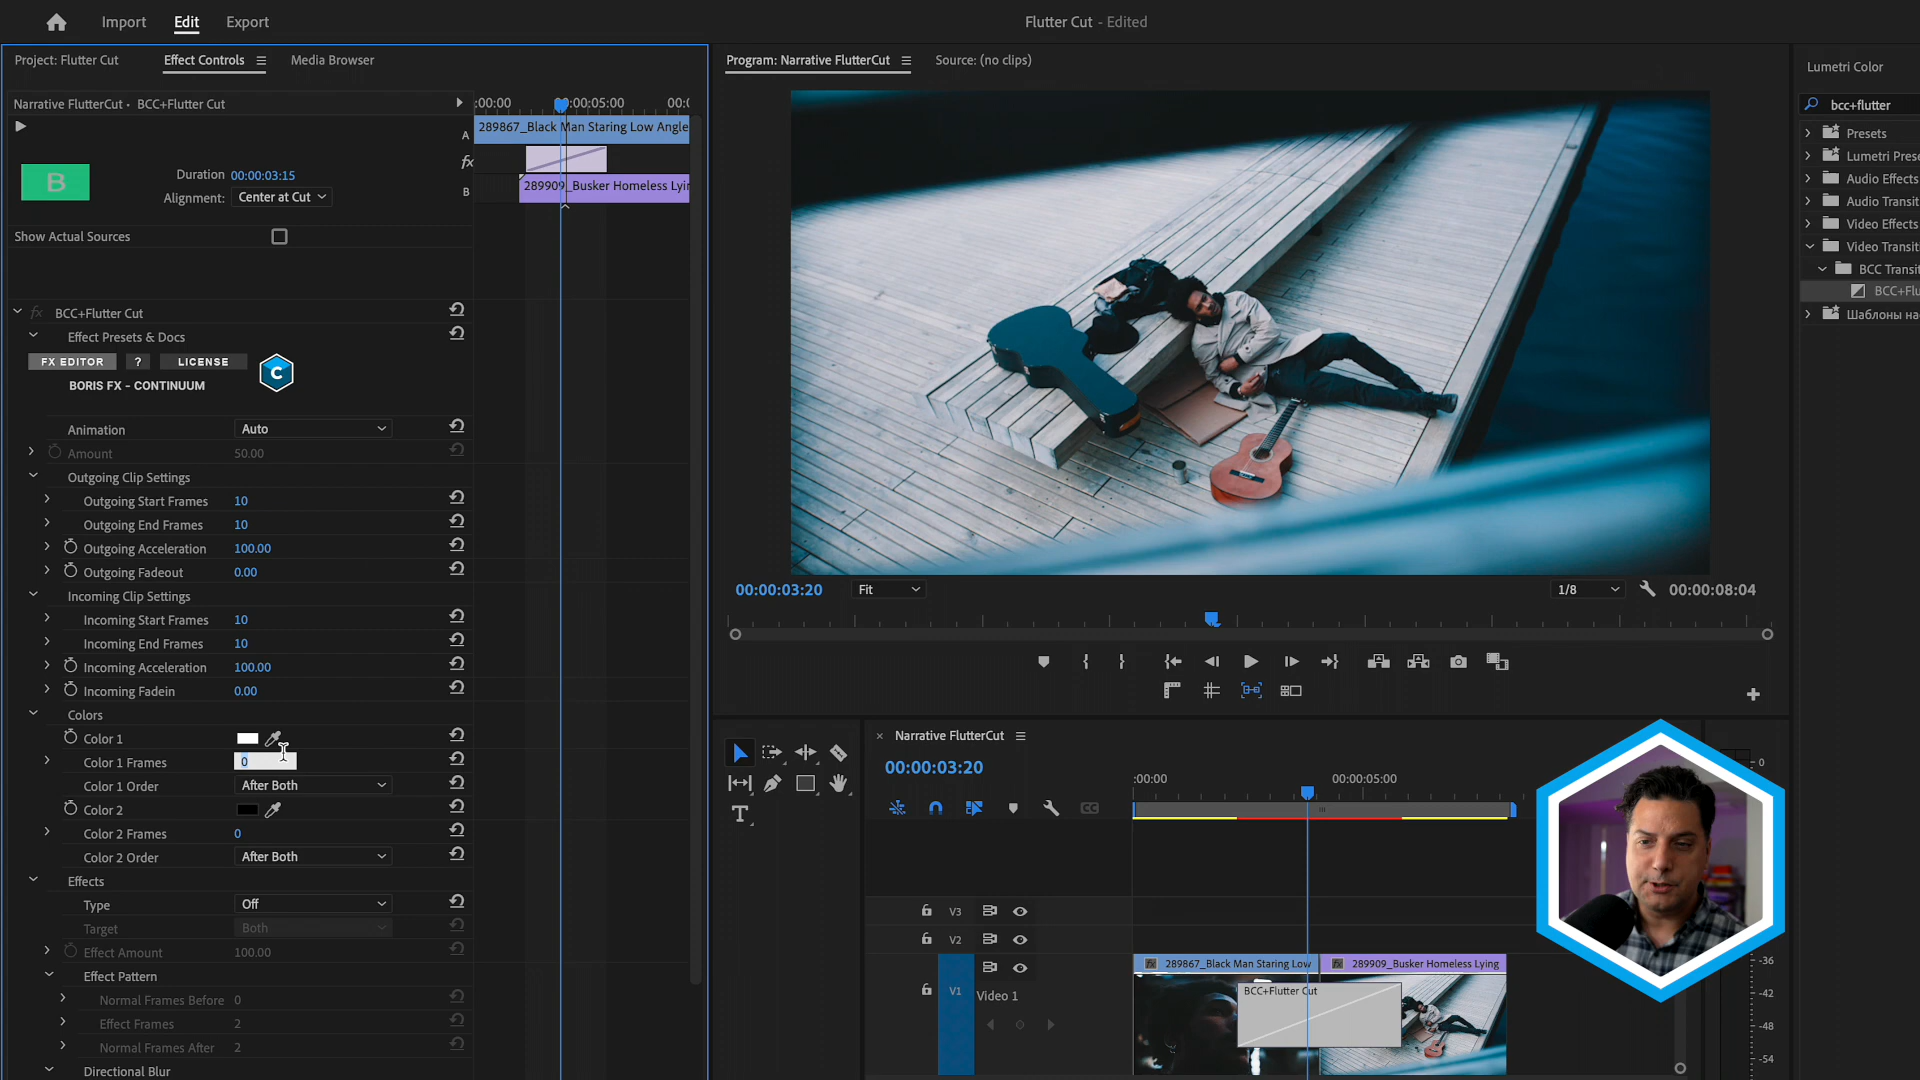 Import
Edit
Export
Flutter Cut - Edited
Project: Flutter Cut
Effect Controls
Media Browser
Program: Narrative FlutterCut
Source: (no clips)
Lumetri Color
Narrative FlutterCut • BCC+Flutter Cut
:00:00
00:00:05:00
00:0
bcc+flutter
A
289867_Black Man Staring Low Angle
Presets
Lumetri Prese
fx
Duration
00:00:03:15
B
Audio Effects
Alignment:
Center at Cut
B
289909_Busker Homeless Lyin
Audio Transit
Video Effects
Show Actual Sources
Video Transiti
BCC Transit
BCC+Flu
BCC+Flutter Cut
Шаблоны на
Effect Presets & Docs
FX EDITOR
?
LICENSE
C
BORIS FX - CONTINUUM
Animation
Auto
Amount
50.00
Outgoing Clip Settings
Outgoing Start Frames
10
Outgoing End Frames
10
Outgoing Acceleration
100.00
Outgoing Fadeout
0.00
00:00:03:20
Fit
1/8
00:00:08:04
Incoming Clip Settings
Incoming Start Frames
10
Incoming End Frames
10
Incoming Acceleration
100.00
Incoming Fadein
0.00
Colors
Color 1
Color 1 Frames
0
Color 1 Order
After Both
Color 2
Color 2 Frames
0
Color 2 Order
After Both
Effects
Type
Off
Target
Both
Effect Amount
100.00
Effect Pattern
Normal Frames Before
0
Effect Frames
2
Normal Frames After
2
Directional Blur
Narrative FlutterCut
00:00:03:20
:00:00
00:00:05:00
CC
T
V3
V2
V1
Video 1
289867_Black Man Staring Low
289909_Busker Homeless Lying
BCC+Flutter Cut
0
-36
-42
-48
-54